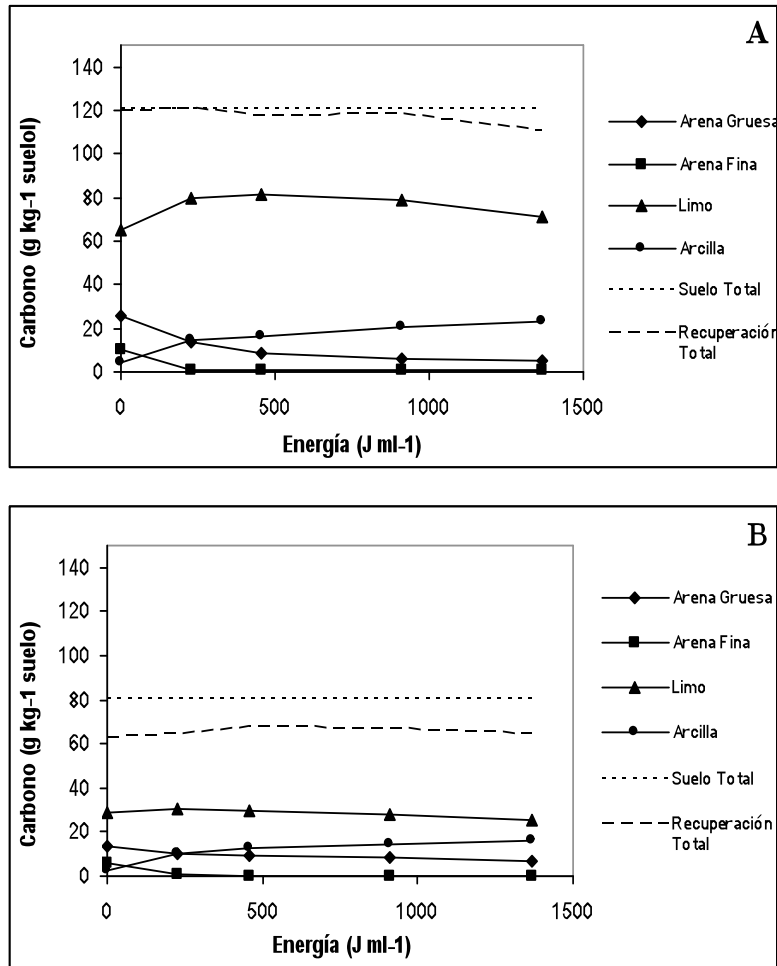 A
140
120
100
80
60
40
20
0
Carbono (g kg-1 suelol)
0 500 1000 1500
Energía (J ml-1)
Arena Gruesa
Arena Fina
Limo
Arcilla
Suelo Total
Recuperación
Total
B
140
120
100
80
60
40
20
0
Carbono (g kg-1 suelo)
0 500 1000 1500
Energía (J ml-1)
Arena Gruesa
Arena Fina
Limo
Arcilla
Suelo Total
Recuperación
Total